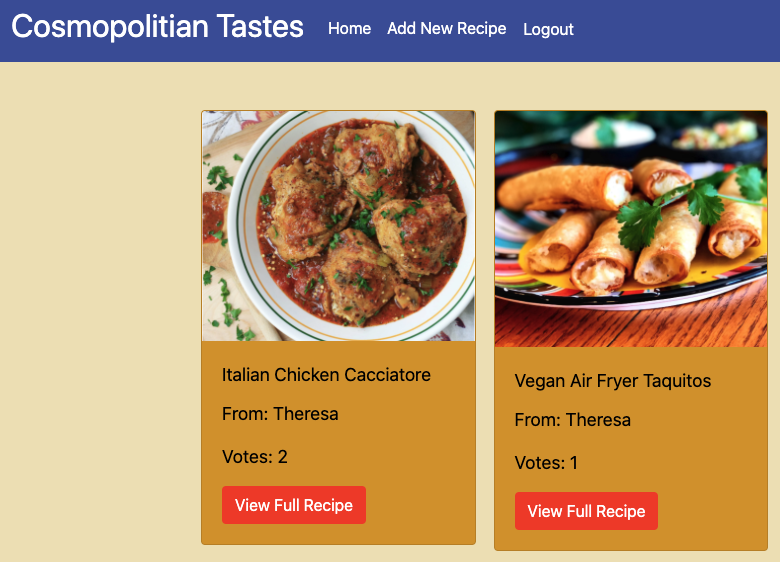 Cosmopolitian Tastes Home Add New Recipe Logout
Italian Chicken Cacciatore
From: Theresa
Votes: 2
View Full Recipe
Vegan Air Fryer Taquitos
From: Theresa
Votes: 1
View Full Recipe